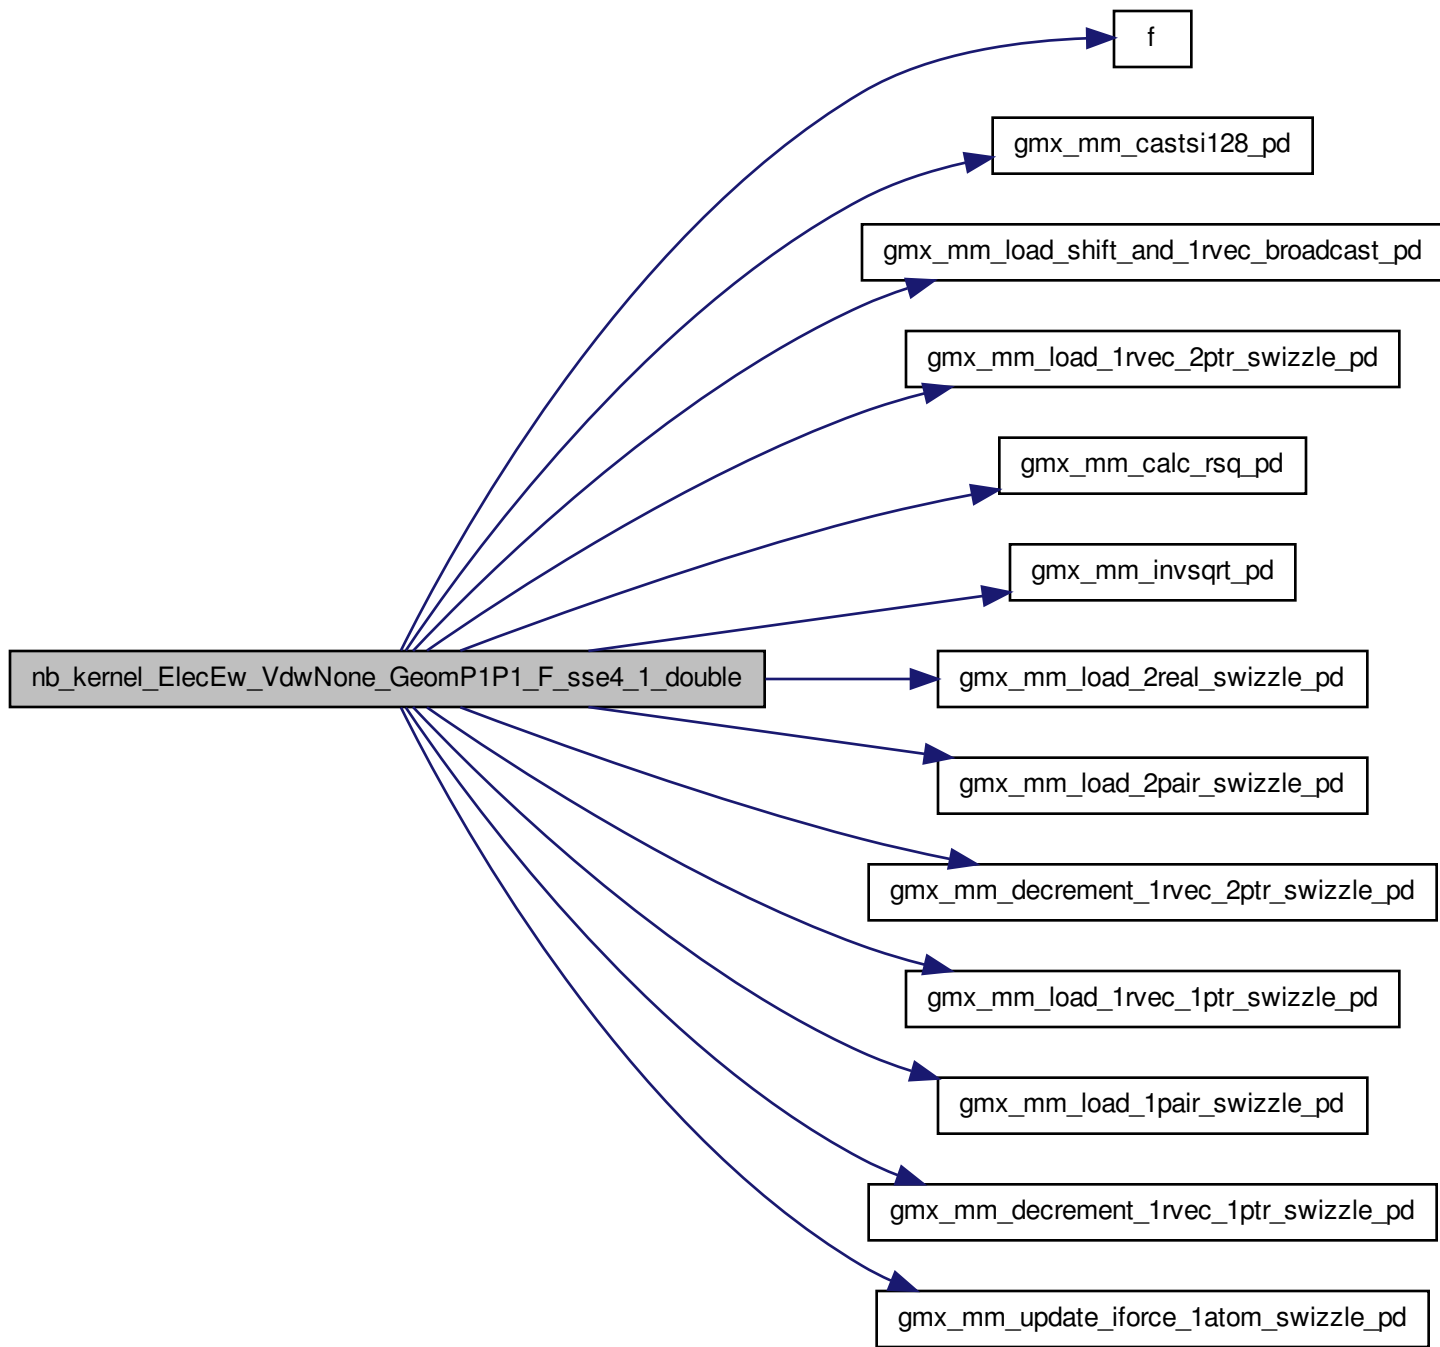 f
gmx_mm_castsi128_pd
gmx_mm_load_shift_and_1rvec_broadcast_pd
gmx_mm_load_1rvec_2ptr_swizzle_pd
gmx_mm_calc_rsq_pd
gmx_mm_invsqrt_pd
nb_kernel_ElecEw_VdwNone_GeomP1P1_F_sse4_1_double
gmx_mm_load_2real_swizzle_pd
gmx_mm_load_2pair_swizzle_pd
gmx_mm_decrement_1rvec_2ptr_swizzle_pd
gmx_mm_load_1rvec_1ptr_swizzle_pd
gmx_mm_load_1pair_swizzle_pd
gmx_mm_decrement_1rvec_1ptr_swizzle_pd
gmx_mm_update_iforce_1atom_swizzle_pd